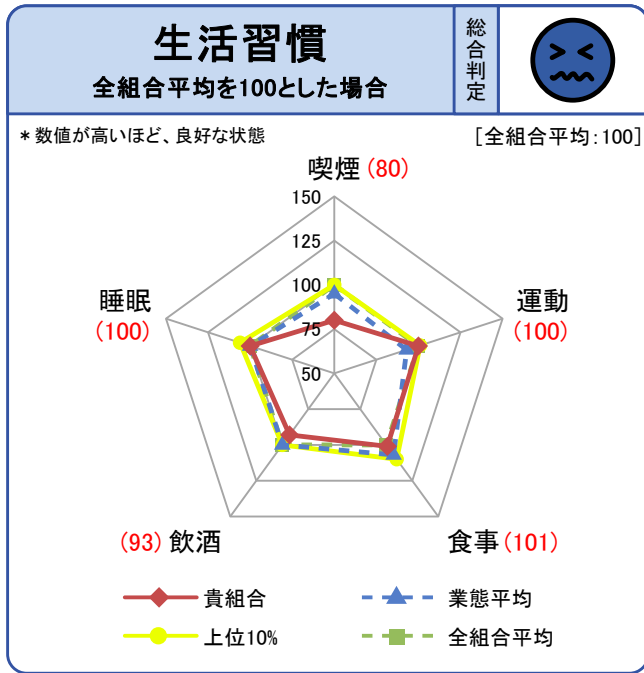 生活習慣
全組合平均を100とした場合
総合判定
＊数値が高いほど、良好な状態
[全組合平均：100]
喫煙(80)
150
125
100
75
50
睡眠
(100)
運動
(100)
(93)飲酒
食事(101)
貴組合
業態平均
上位10%
全組合平均